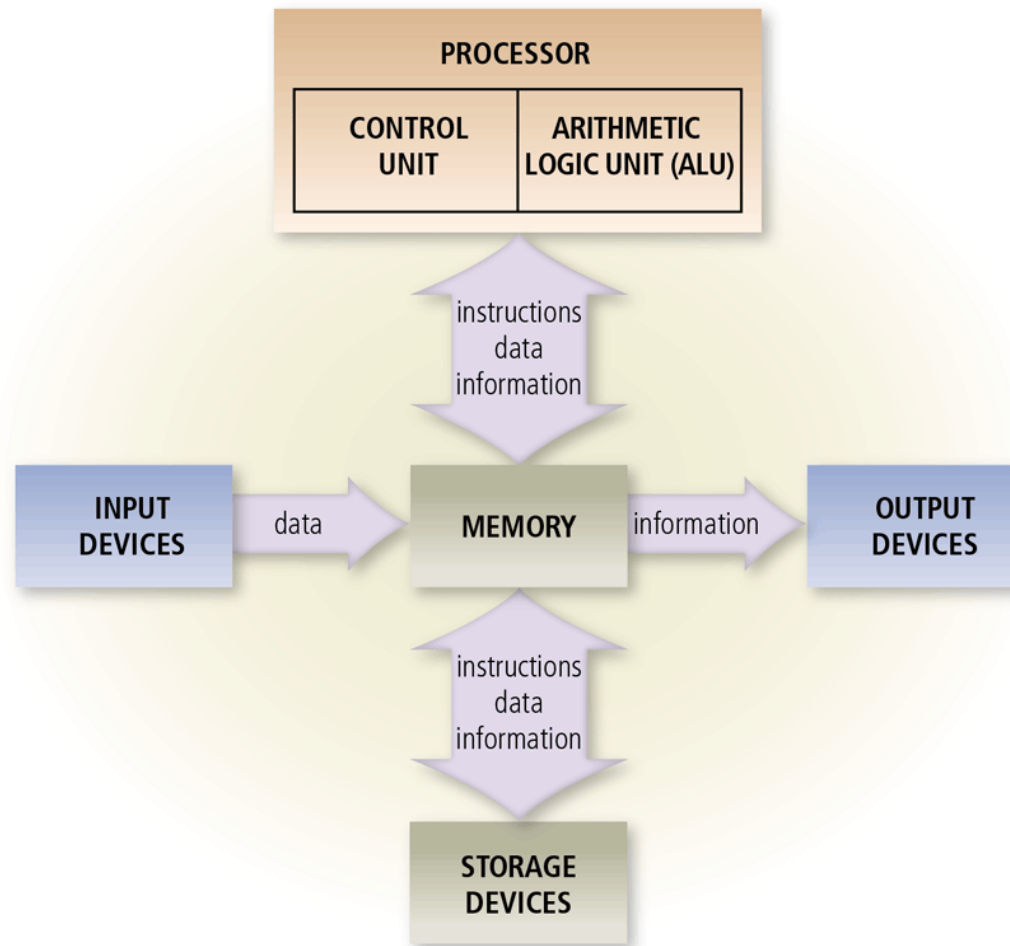 PROCESSOR
CONTROL
UNIT
ARITHMETIC
LOGIC UNIT (ALU)
instructions
data
information
INPUT
DEVICES
data
MEMORY
information
OUTPUT
DEVICES
instructions
data
information
STORAGE
DEVICES